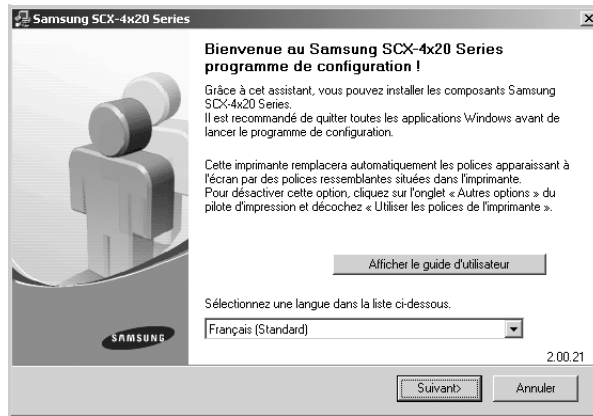 Samsung SCX-4x20 Series
Bienvenue au Samsung SCX-4x20 Series
programme de configuration !
Grâce à cet assistant, vous pouvez installer les composants Samsung
SCX-4x20 Series.
Il est recommandé de quitter toutes les applications Windows avant de
lancer le programme de configuration.
Cette imprimante remplacera automatiquement les polices apparaissant à
l'écran par des polices ressemblantes situées dans l'imprimante.
Pour désactiver cette option, cliquez sur l'onglet « Autres options » du
pilote d'impression et décochez « Utiliser les polices de l'imprimante ».
Afficher le guide d'utilisateur
Sélectionnez une langue dans la liste ci-dessous.
Français (Standard)
SAMSUNG
2.00.21
Suivant>
Annuler